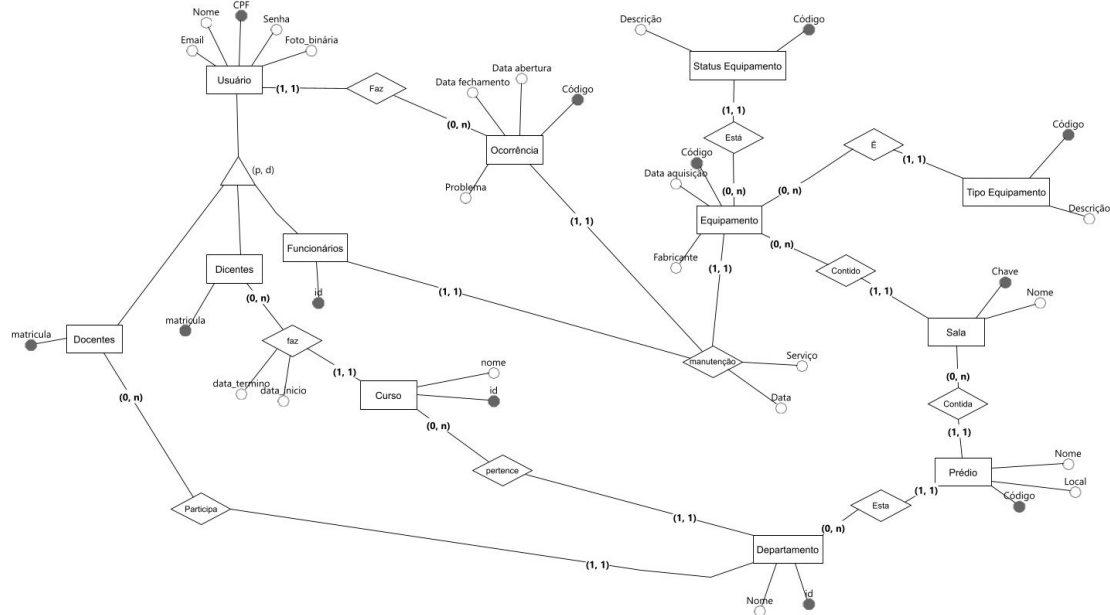 CPF
Nome
Senha
Email
Foto_binária
Usuário
(1, 1)
Faz
(0, n)
Data abertura
Data fechamento
Código
Ocorrência
Problema
(1, 1)
Descrição
Código
Status Equipamento
(1, 1)
Está
(0, n)
Código
Data aquisição
Equipamento
Fabricante
(0, n)
É
(1, 1)
Código
Tipo Equipamento
Descrição
(0, n)
Contido
(1, 1)
Chave
Nome
Sala
(0, n)
Contida
(1, 1)
Prédio
Nome
Local
Código
(1, 1)
Esta
(0, n)
(1, 1)
manutenção
Serviço
Data
(p, d)
Funcionários
id
(1, 1)
Dicentes
matricula
(0, n)
faz
data_termino
data_inicio
(1, 1)
Curso
nome
id
(0, n)
pertence
(1, 1)
matricula
Docentes
(0, n)
Participa
(1, 1)
Departamento
Nome
id